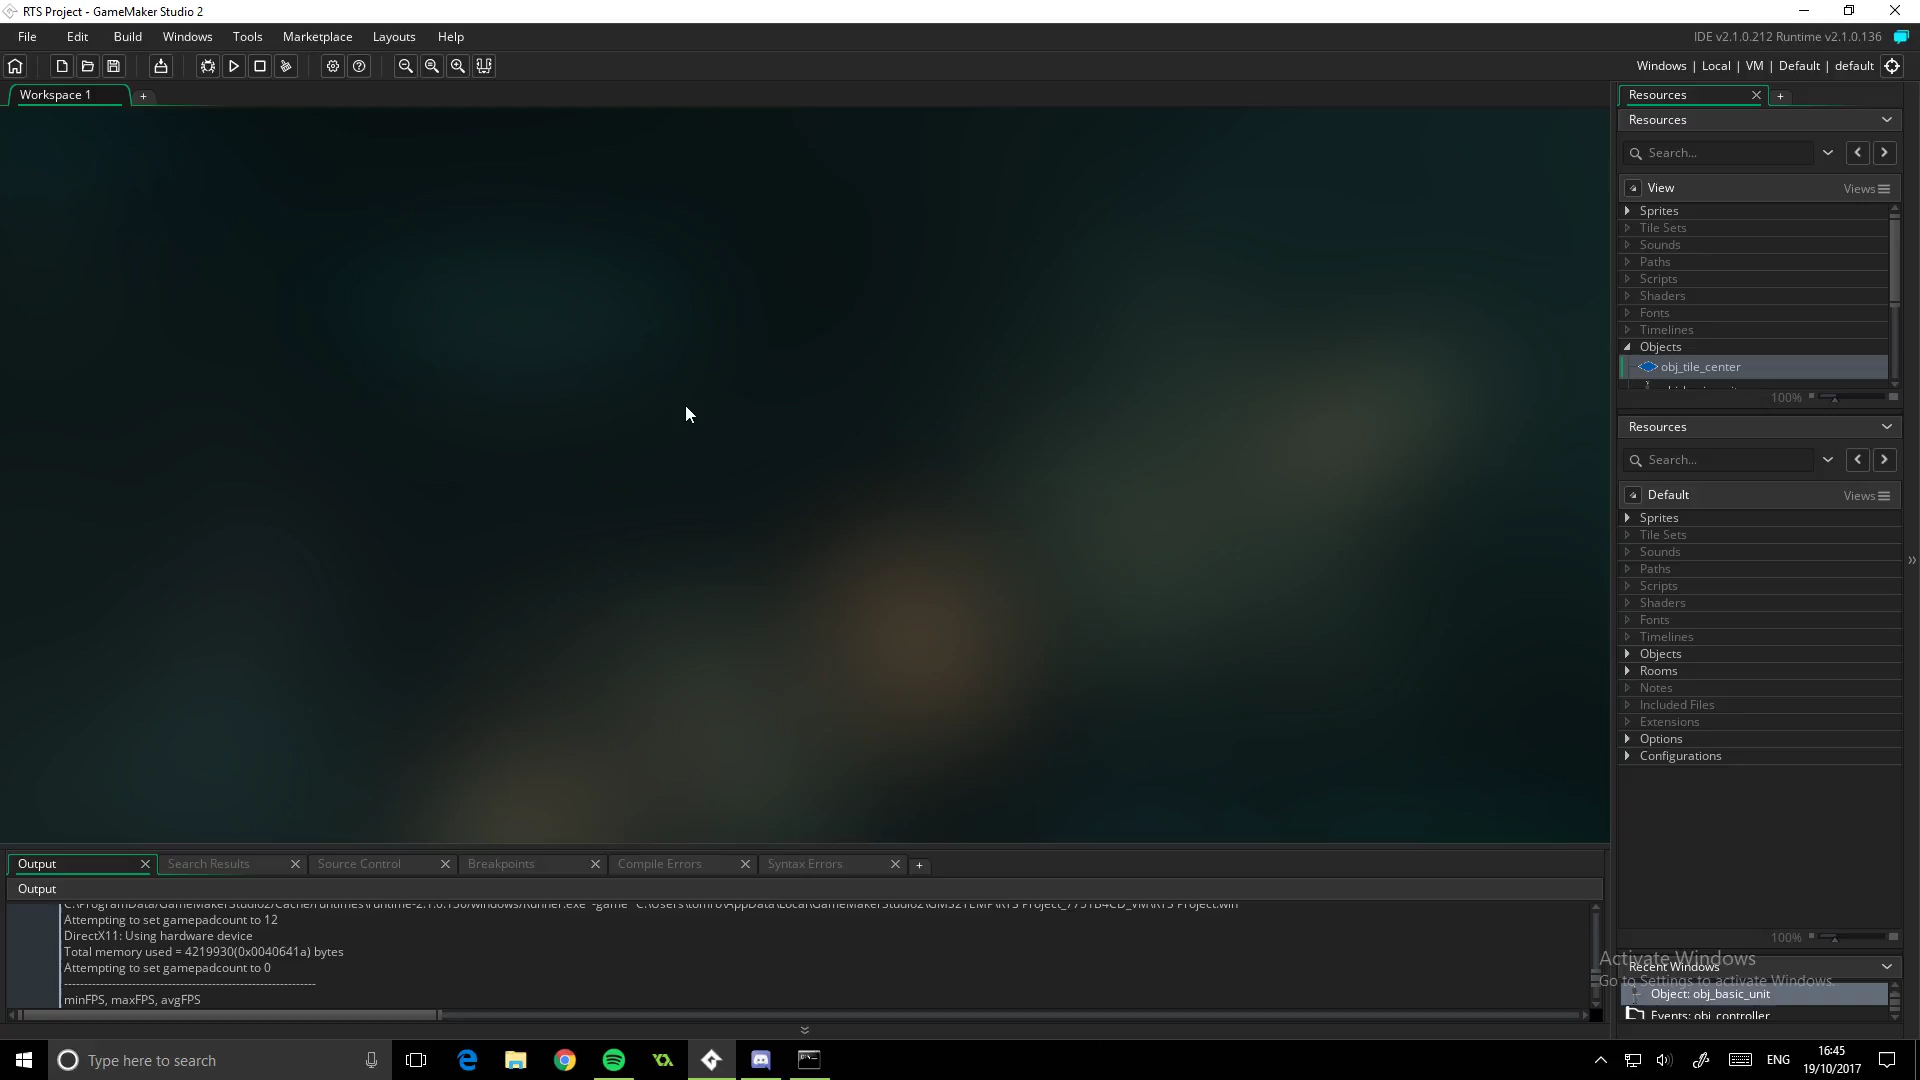 RTS Project - GameMaker Studio 2
File Edit Build Windows Tools Marketplace Layouts Help
IDE v2.1.0.212 Runtime v2.1.0.136
Windows | Local | VM | Default | default
Workspace 1
Resources
Resources
Search...
View Views
Sprites
Tile Sets
Sounds
Paths
Scripts
Shaders
Fonts
Timelines
Objects
obj_tile_center
100%
Resources
Search...
Default Views
Sprites
Tile Sets
Sounds
Paths
Scripts
Shaders
Fonts
Timelines
Objects
Rooms
Notes
Included Files
Extensions
Options
Configurations
100%
Activate Windows
Go to Settings to activate Windows.
Recent Windows
Object: obj_basic_unit
Events: obj_controller
Output Search Results Source Control Breakpoints Compile Errors Syntax Errors
Output
Attempting to set gamepadcount to 12
DirectX11: Using hardware device
Total memory used = 4219930(0x0040641a) bytes
Attempting to set gamepadcount to 0
minFPS, maxFPS, avgFPS
Type here to search
ENG
16:45
19/10/2017